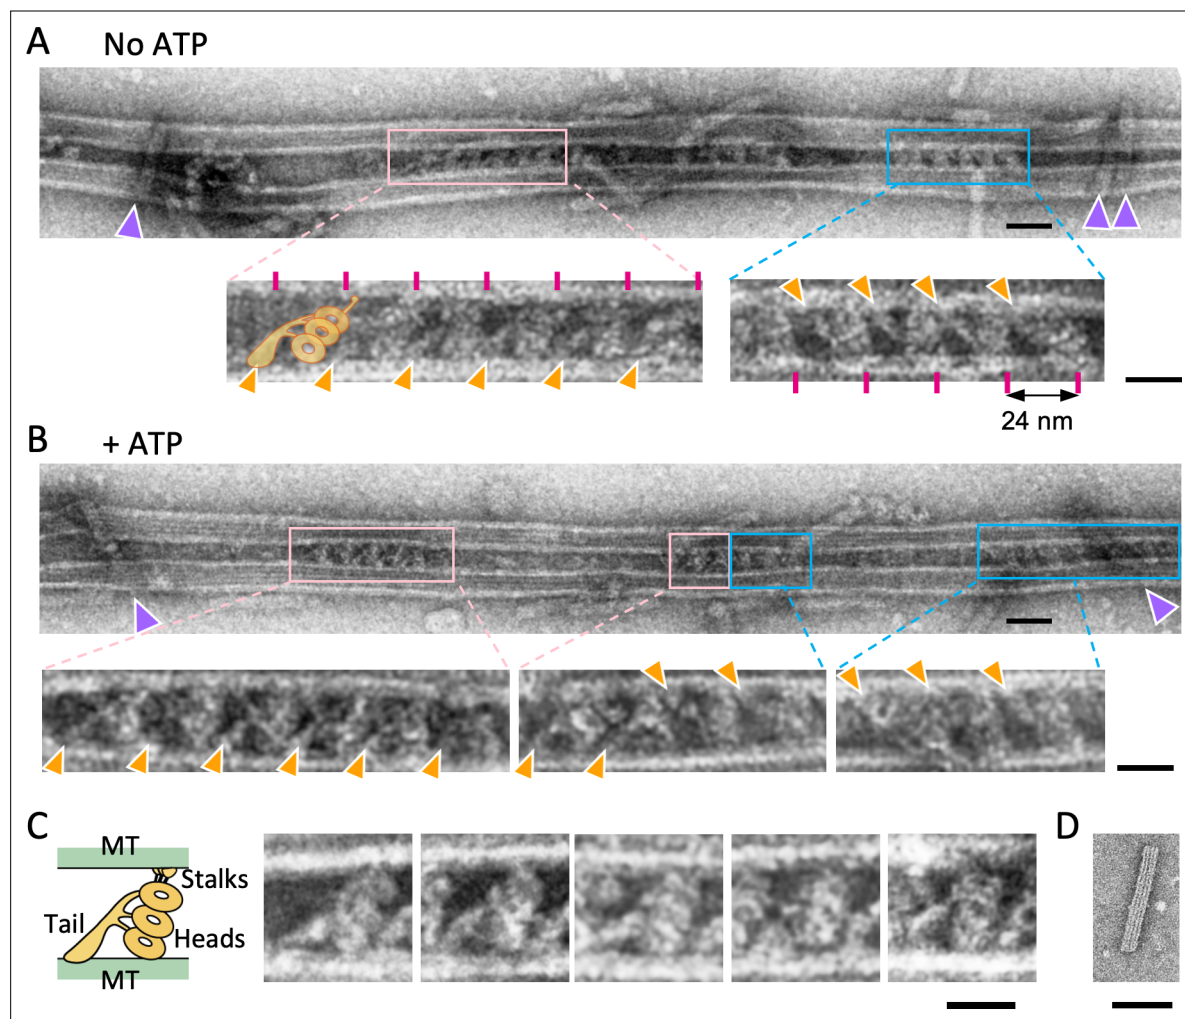 A No ATP
24 nm
B + ATP
C
D
MT
Stalks
Tail
Heads
MT